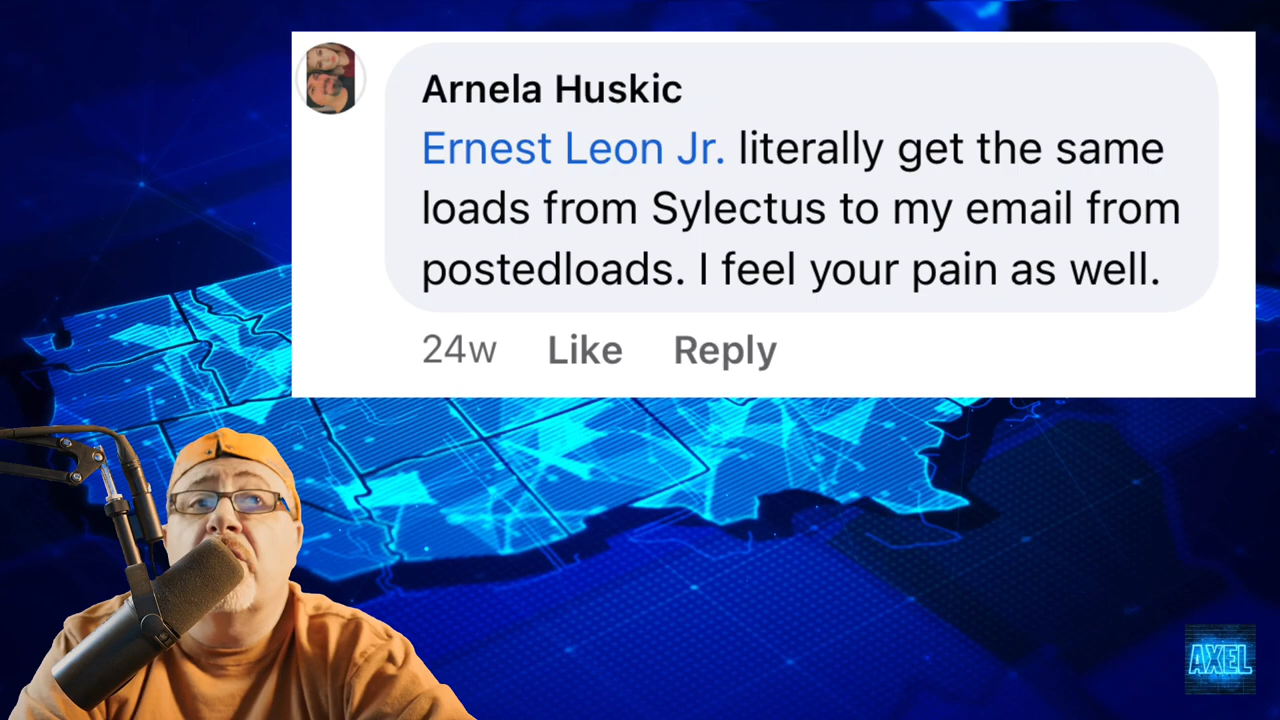 Arnela Huskic
Ernest Leon Jr. literally get the same
loads from Sylectus to my email from
postedloads. I feel your pain as well.
24w Like Reply
AXEL